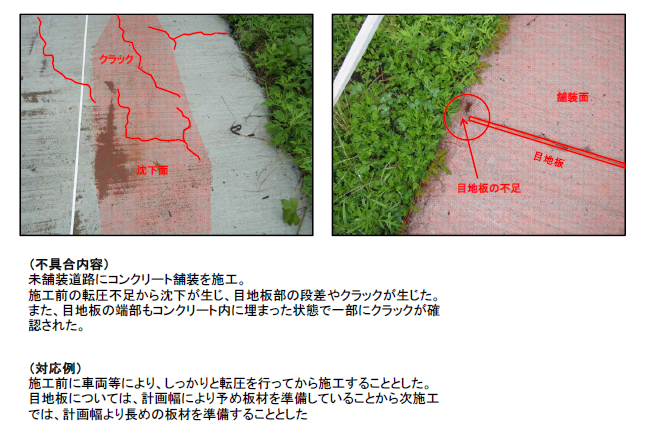 クラック
沈下面
舗装面
目地板
目地板の不足
（不具合内容）
未舗装道路にコンクリート舗装を施工。
施工前の転圧不足から沈下が生じ、目地板部の段差やクラックが生じた。
また、目地板の端部もコンクリート内に埋まった状態で一部にクラックが確
認された。
（対応例）
施工前に車両等により、しっかりと転圧を行ってから施工することとした。
目地板については、計画幅により予め板材を準備していることから次施工
では、計画幅より長めの板材を準備することとした